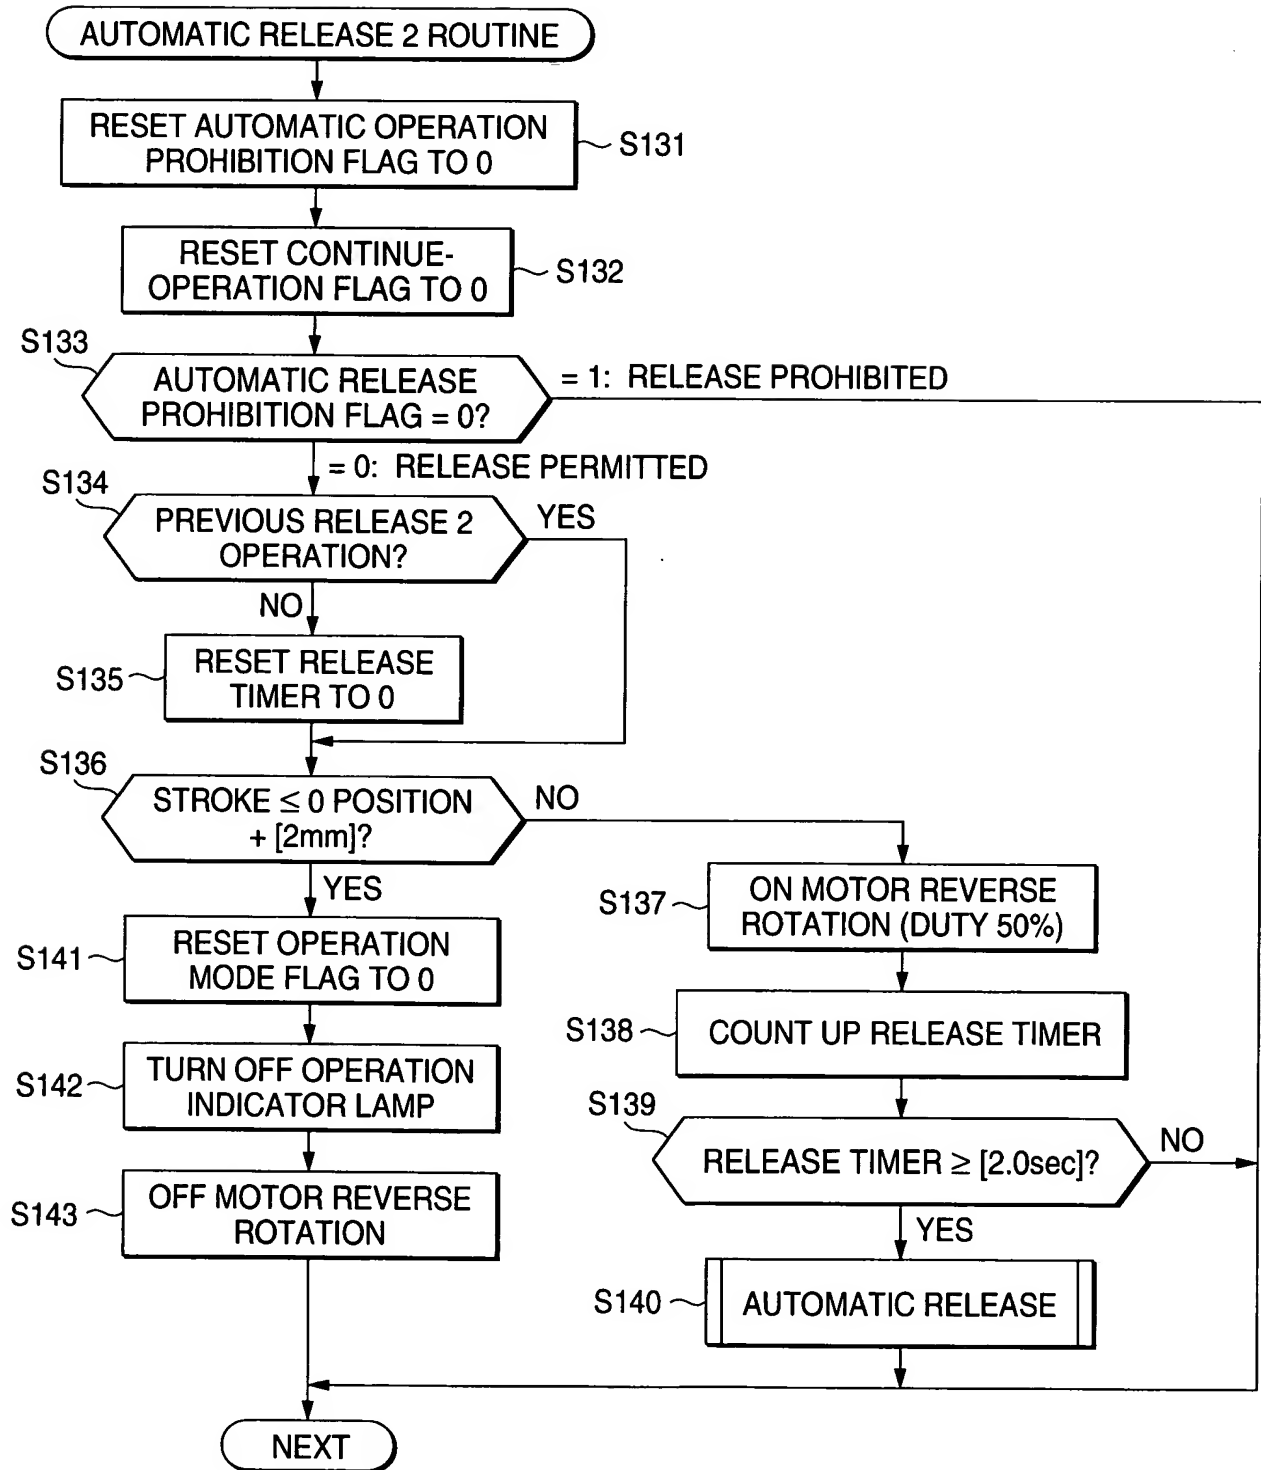 AUTOMATIC RELEASE 2 ROUTINE
RESET AUTOMATIC OPERATION
PROHIBITION FLAG TO 0
S131
RESET CONTINUE-
OPERATION FLAG TO 0
S132
S133
AUTOMATIC RELEASE
PROHIBITION FLAG = 0?
= 1: RELEASE PROHIBITED
= 0: RELEASE PERMITTED
S134
PREVIOUS RELEASE 2
OPERATION?
YES
NO
S135
RESET RELEASE
TIMER TO 0
S136
STROKE ≤ 0 POSITION
+ [2mm]?
NO
YES
S137
ON MOTOR REVERSE
ROTATION (DUTY 50%)
S141
RESET OPERATION
MODE FLAG TO 0
S138
COUNT UP RELEASE TIMER
S142
TURN OFF OPERATION
INDICATOR LAMP
S139
RELEASE TIMER ≥ [2.0sec]?
NO
YES
S143
OFF MOTOR REVERSE
ROTATION
S140
AUTOMATIC RELEASE
NEXT